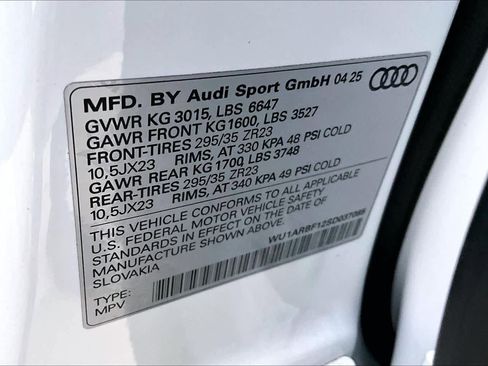 MFD. BY Audi Sport GmbH 04 25
GVWR KG 3015, LBS 6647
GAWR FRONT KG1600, LBS 3527
FRONT-TIRES 295/35 ZR23
10,5JX23 RIMS, AT 330 KPA 48 PSI COLD
GAWR REAR KG1700, LBS 3748
REAR-TIRES 295/35 ZR23
10,5JX23 RIMS, AT 340 KPA 49 PSI COLD
THIS VEHICLE CONFORMS TO ALL APPLICABLE
U.S. FEDERAL MOTOR VEHICLE SAFETY
STANDARDS IN EFFECT ON THE DATE OF
MANUFACTURE SHOWN ABOVE.
SLOVAKIA
TYPE:
MPV